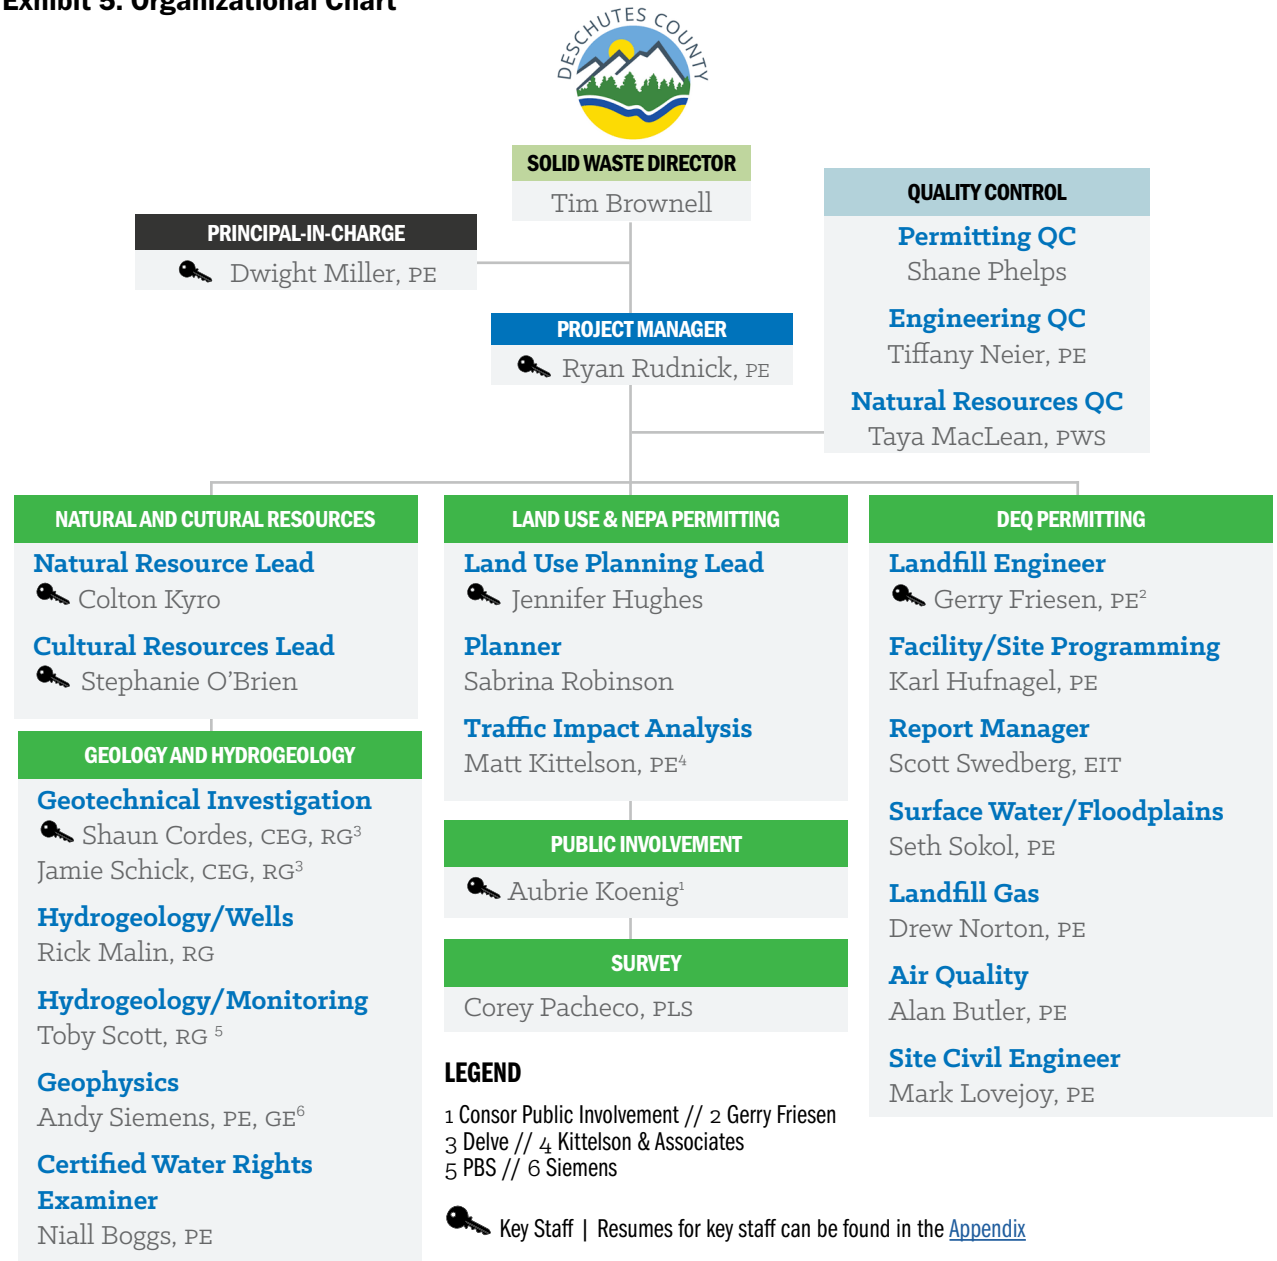 Exhibit 5. Organizational Chart
DESCHUTES COUNTY
SOLID WASTE DIRECTOR
Tim Brownell
PRINCIPAL-IN-CHARGE
Dwight Miller, PE
PROJECT MANAGER
Ryan Rudnick, PE
QUALITY CONTROL
Permitting QC
Shane Phelps
Engineering QC
Tiffany Neier, PE
Natural Resources QC
Taya MacLean, PWS
NATURAL AND CUTURAL RESOURCES
Natural Resource Lead
Colton Kyro
Cultural Resources Lead
Stephanie O'Brien
GEOLOGY AND HYDROGEOLOGY
Geotechnical Investigation
Shaun Cordes, CEG, RG3
Jamie Schick, CEG, RG3
Hydrogeology/Wells
Rick Malin, RG
Hydrogeology/Monitoring
Toby Scott, RG 5
Geophysics
Andy Siemens, PE, GE6
Certified Water Rights
Examiner
Niall Boggs, PE
LAND USE & NEPA PERMITTING
Land Use Planning Lead
Jennifer Hughes
Planner
Sabrina Robinson
Traffic Impact Analysis
Matt Kittelson, PE4
PUBLIC INVOLVEMENT
Aubrie Koenig1
SURVEY
Corey Pacheco, PLS
DEQ PERMITTING
Landfill Engineer
Gerry Friesen, PE2
Facility/Site Programming
Karl Hufnagel, PE
Report Manager
Scott Swedberg, EIT
Surface Water/Floodplains
Seth Sokol, PE
Landfill Gas
Drew Norton, PE
Air Quality
Alan Butler, PE
Site Civil Engineer
Mark Lovejoy, PE
LEGEND
1 Consor Public Involvement // 2 Gerry Friesen
3 Delve // 4 Kittelson & Associates
5 PBS // 6 Siemens
Key Staff | Resumes for key staff can be found in the Appendix